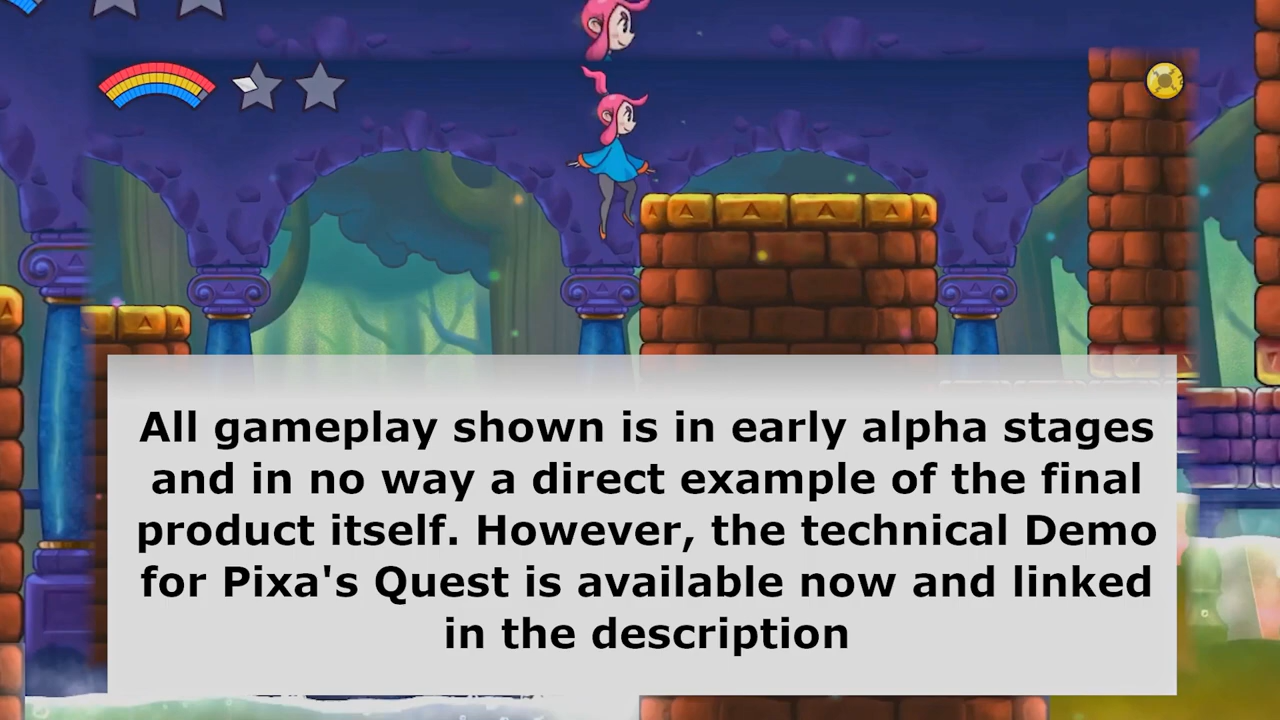 All gameplay shown is in early alpha stages
and in no way a direct example of the final
product itself. However, the technical Demo
for Pixa's Quest is available now and linked
in the description